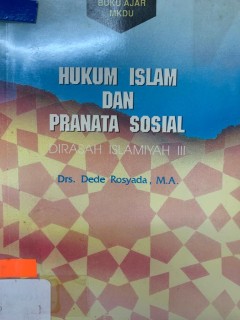 BUKU AJAR
MKDU
HUKUM ISLAM
DAN
PRANATA SOSIAL
DIRASAH ISLAMIYAH III
Drs. Dede Rosyada, M.A.